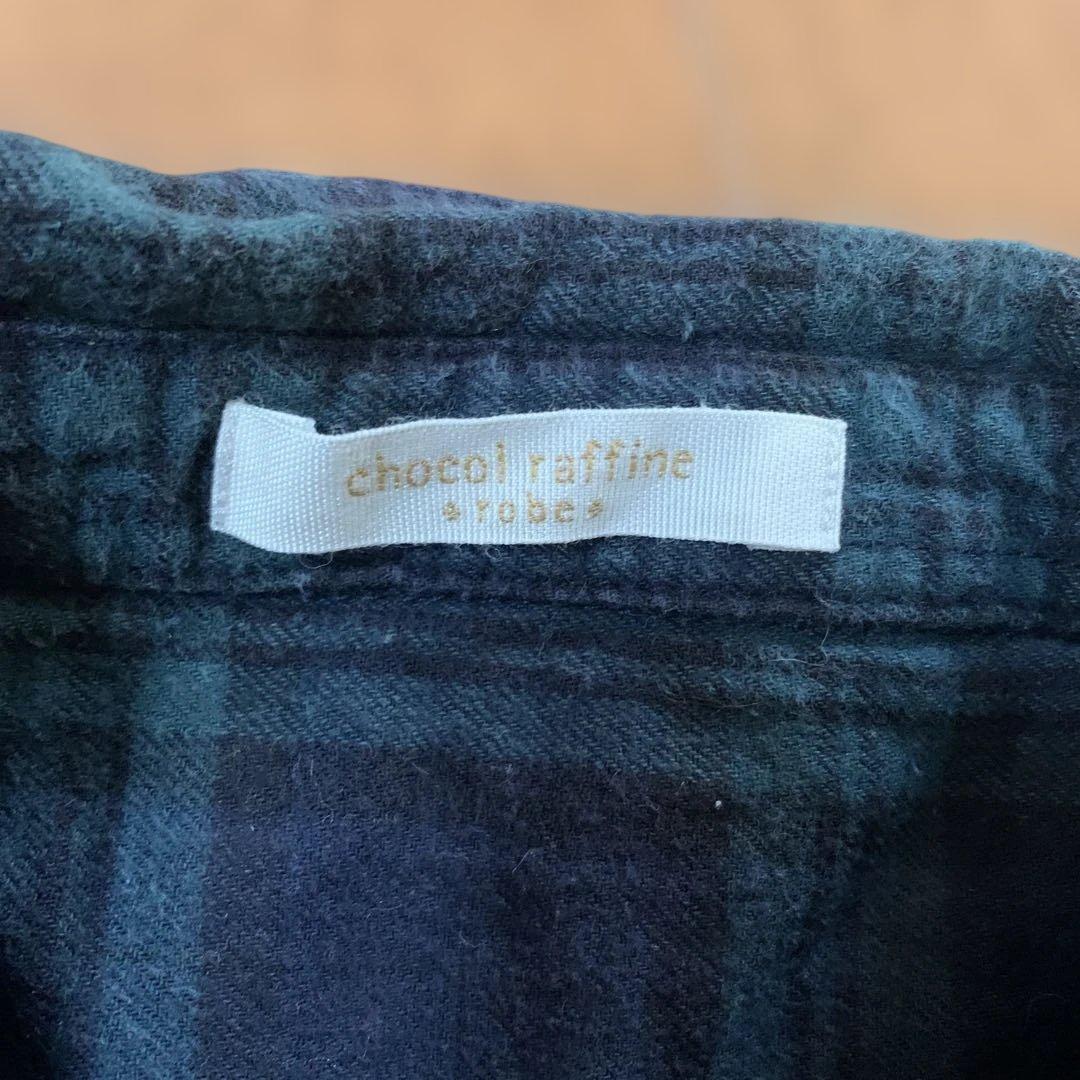 chocol raffine
• robe •